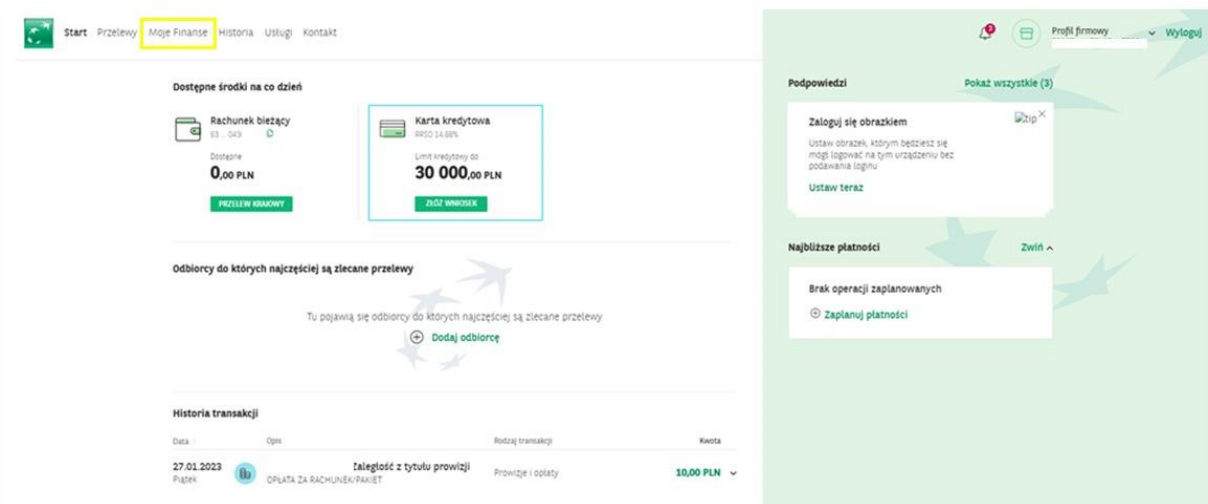 Start Przelewy Moje Finanse Historia Usługi Kontakt
3
Profil firmowy Wyloguj
Dostępne środki na co dzień
Rachunek bieżący
Dostępne
0,00 PLN
PRZELEW KRAJOWY
Karta kredytowa
RRSO 14.68%
Limit kredytowy do
30 000,00 PLN
ZŁÓŻ WNIOSEK
Odbiorcy do których najczęściej są zlecane przelewy
Tu pojawią się odbiorcy do których najczęściej są zlecane przelewy
Dodaj odbiorcę
Historia transakcji
Data Opis Rodzaj transakcji Kwota
27.01.2023 Zaległość z tytułu prowizji
Piątek OPŁATA ZA RACHUNEK/PAKIET Prowizje i opłaty 10,00 PLN
Podpowiedzi Pokaż wszystkie (3)
Zaloguj się obrazkiem tip
Ustaw obrazek, którym będziesz się
mógł logować na tym urządzeniu bez
podawania loginu
Ustaw teraz
Najbliższe płatności Zwiń
Brak operacji zaplanowanych
Zaplanuj płatności